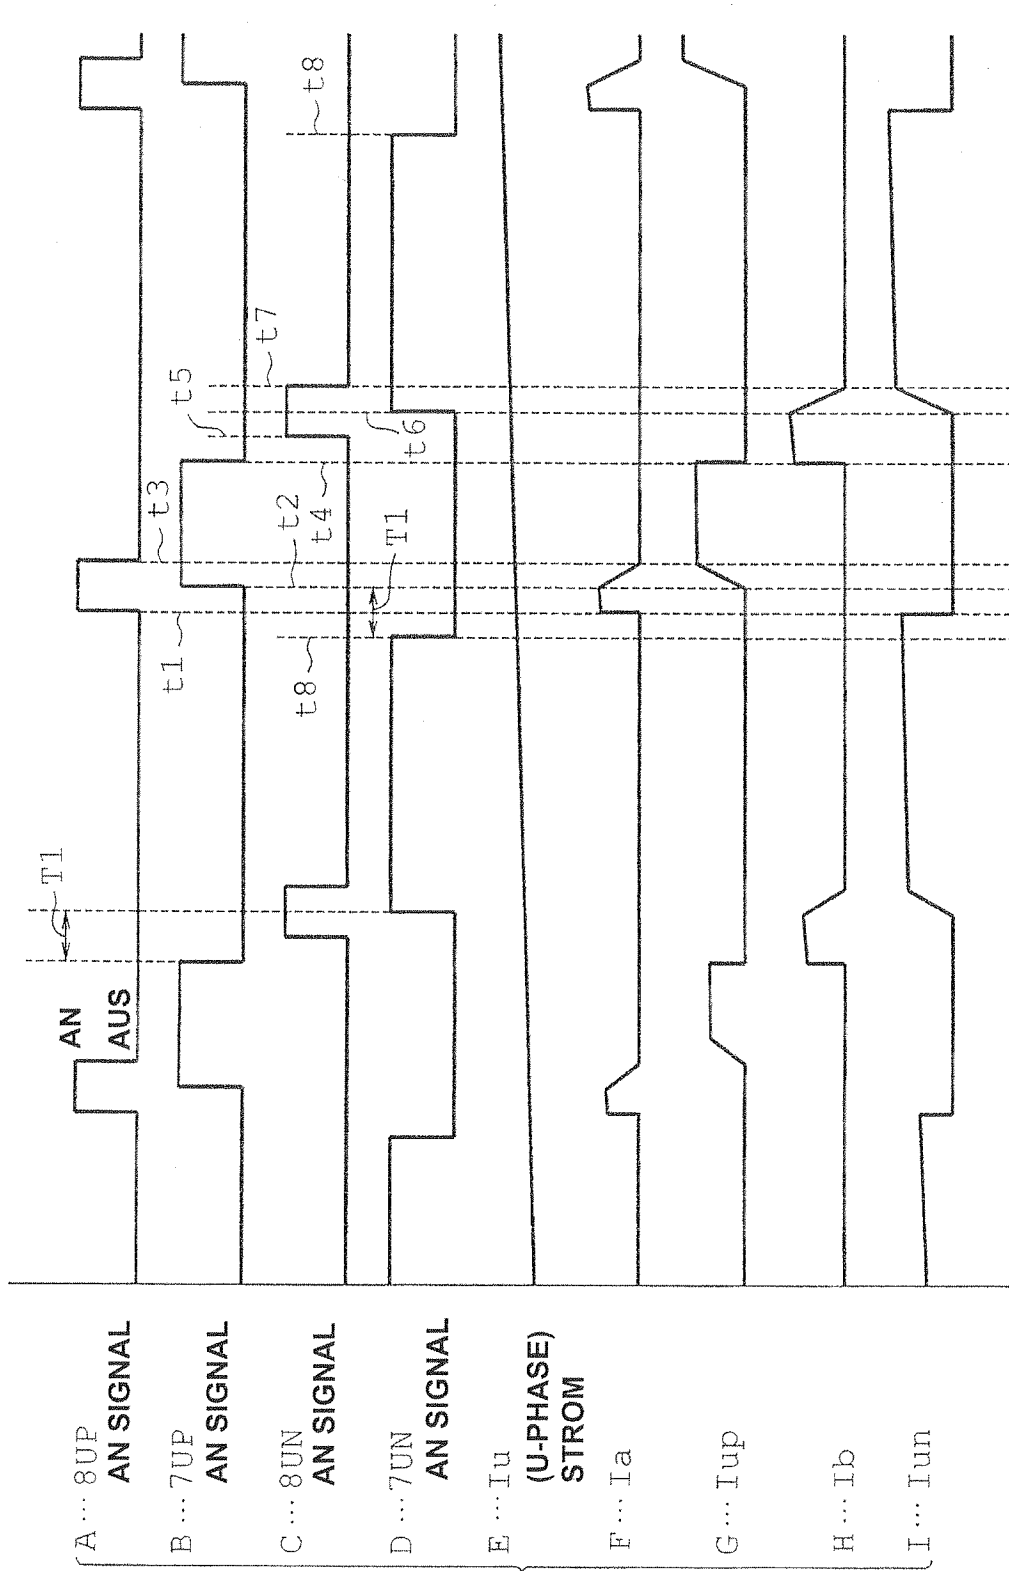 A ··· 8UP
AN SIGNAL
B ··· 7UP
AN SIGNAL
C ··· 8UN
AN SIGNAL
D ··· 7UN
AN SIGNAL
E ··· Iu
(U-PHASE)
STROM
F ··· Ia
G ··· Iup
H ··· Ib
I ··· Iun
AN
AUS
T1
t1
t3
t2
t4
t5
t7
t6
t8
T1
t8